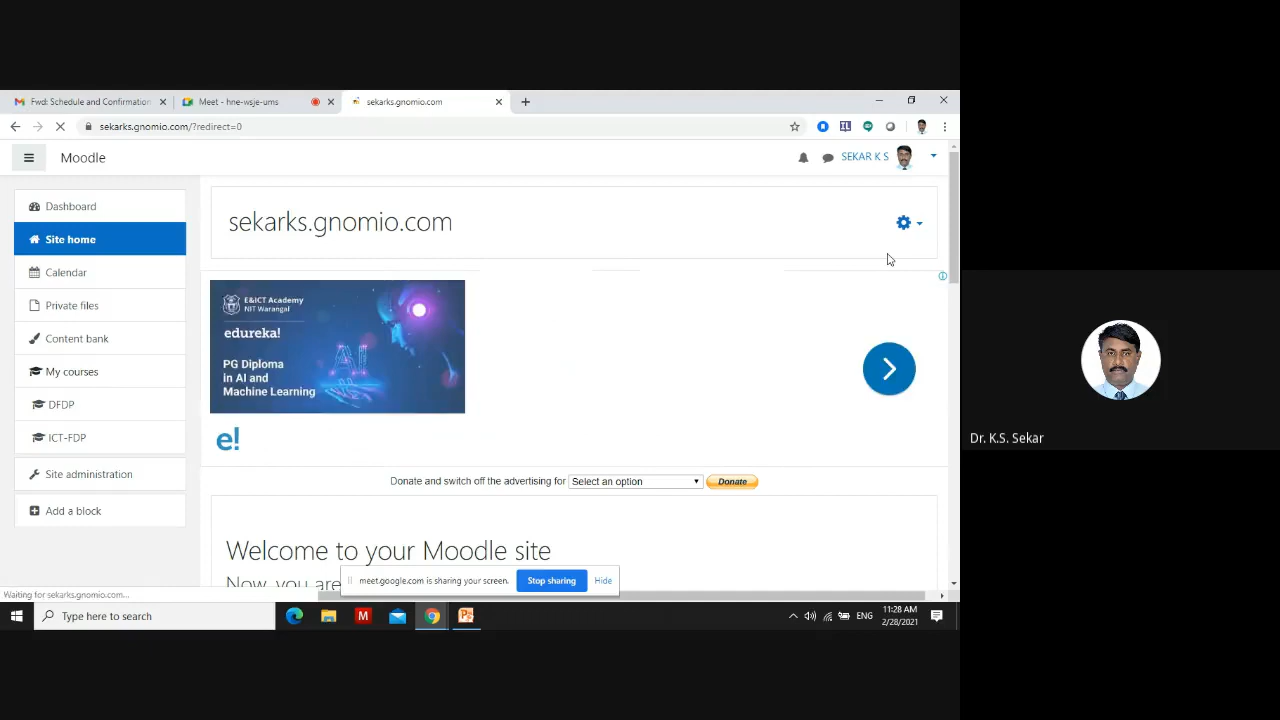 Fwd: Schedule and Confirmation
Meet - hne-wsje-ums
sekarks.gnomio.com
sekarks.gnomio.com/?redirect=0
Moodle
SEKAR K S
Dashboard
Site home
Calendar
Private files
Content bank
My courses
DFDP
ICT-FDP
Site administration
Add a block
sekarks.gnomio.com
E&ICT Academy
NIT Warangal
edureka!
PG Diploma
in AI and
Machine Learning
AI
e!
Donate and switch off the advertising for Select an option Donate
Welcome to your Moodle site
Now, you are
meet.google.com is sharing your screen. Stop sharing Hide
Waiting for sekarks.gnomio.com...
Type here to search
ENG
11:28 AM
2/28/2021
Dr. K.S. Sekar